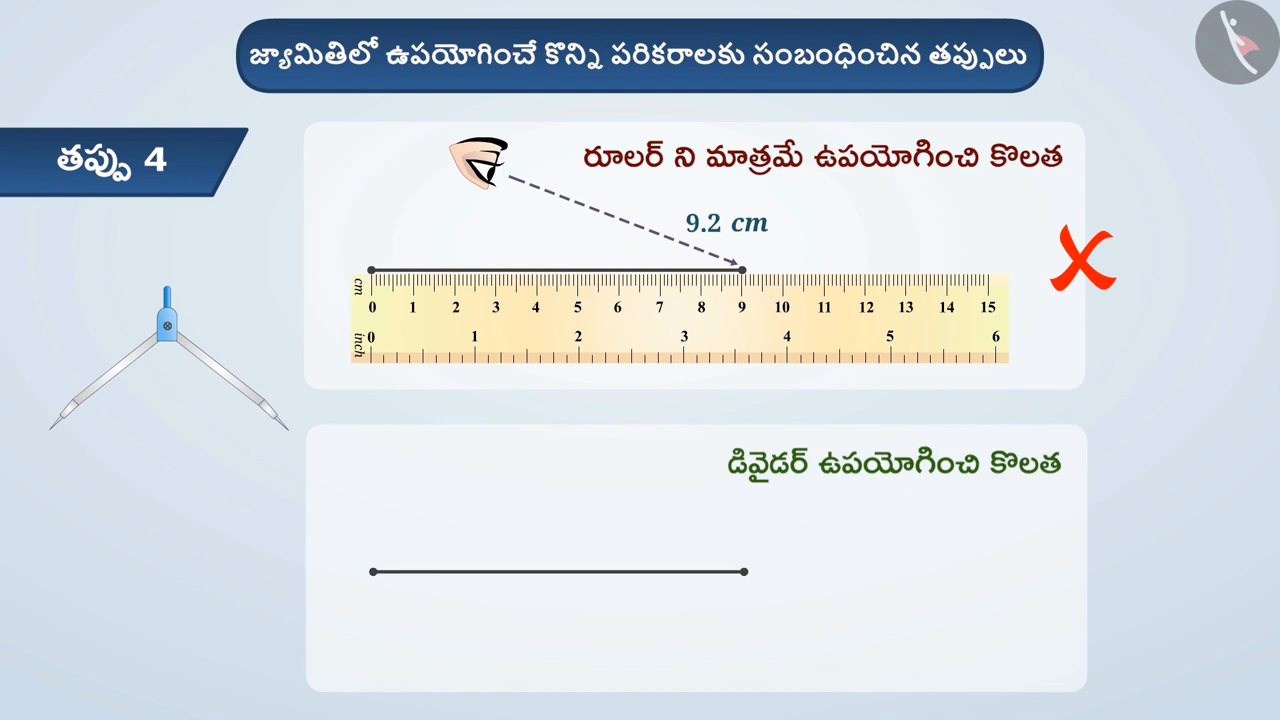 జ్యామితిలో ఉపయోగించే కొన్ని పరికరాలకు సంబంధించిన తప్పులు
తప్పు 4
రూలర్ ని మాత్రమే ఉపయోగించి కొలత
9.2 cm
cm
0 1 2 3 4 5 6 7 8 9 10 11 12 13 14 15
inch
0 1 2 3 4 5 6
డివైడర్ ఉపయోగించి కొలత